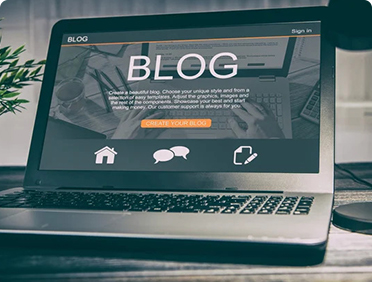 BLOG
Sign in
BLOG
Create a beautiful blog. Choose your unique style and from a
selection of easy templates. Adjust the graphics, images and
the rest of the components. Showcase your best and start
making money. Our customer support is always for you.
CREATE YOUR BLOG